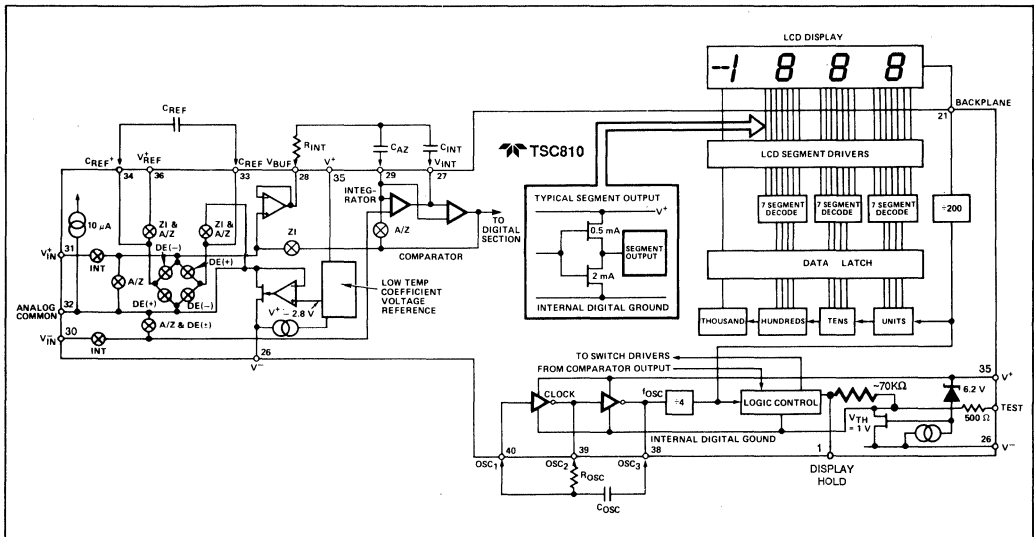 LCD DISPLAY
-1 8 8 8
BACKPLANE
21
TSC810
LCD SEGMENT DRIVERS
7 SEGMENT DECODE
7 SEGMENT DECODE
7 SEGMENT DECODE
÷200
DATA LATCH
THOUSAND
HUNDREDS
TENS
UNITS
TYPICAL SEGMENT OUTPUT
V+
0.5 mA
SEGMENT OUTPUT
2 mA
INTERNAL DIGITAL GROUND
CREF
RINT
CAZ
CINT
CREF+
V+REF
CREF
VBUF
V+
VINT
34
36
33
28
35
29
27
INTEG-
RATOR
10 µA
ZI &
A/Z
ZI &
A/Z
A/Z
ZI
TO
DIGITAL
SECTION
COMPARATOR
31
V+IN
INT
DE(−)
DE(+)
A/Z
DE(+)
DE(−)
LOW TEMP
COEFFICIENT
VOLTAGE
REFERENCE
V+ − 2.8 V
32
ANALOG
COMMON
A/Z & DE(±)
30
V−IN
INT
26
V−
TO SWITCH DRIVERS
FROM COMPARATOR OUTPUT
35
V+
CLOCK
fOSC
÷4
LOGIC CONTROL
~70KΩ
6.2 V
TEST
500 Ω
VTH
= 1 V
INTERNAL DIGITAL GOUND
26
V−
40
39
38
1
OSC1
OSC2
OSC3
ROSC
COSC
DISPLAY
HOLD